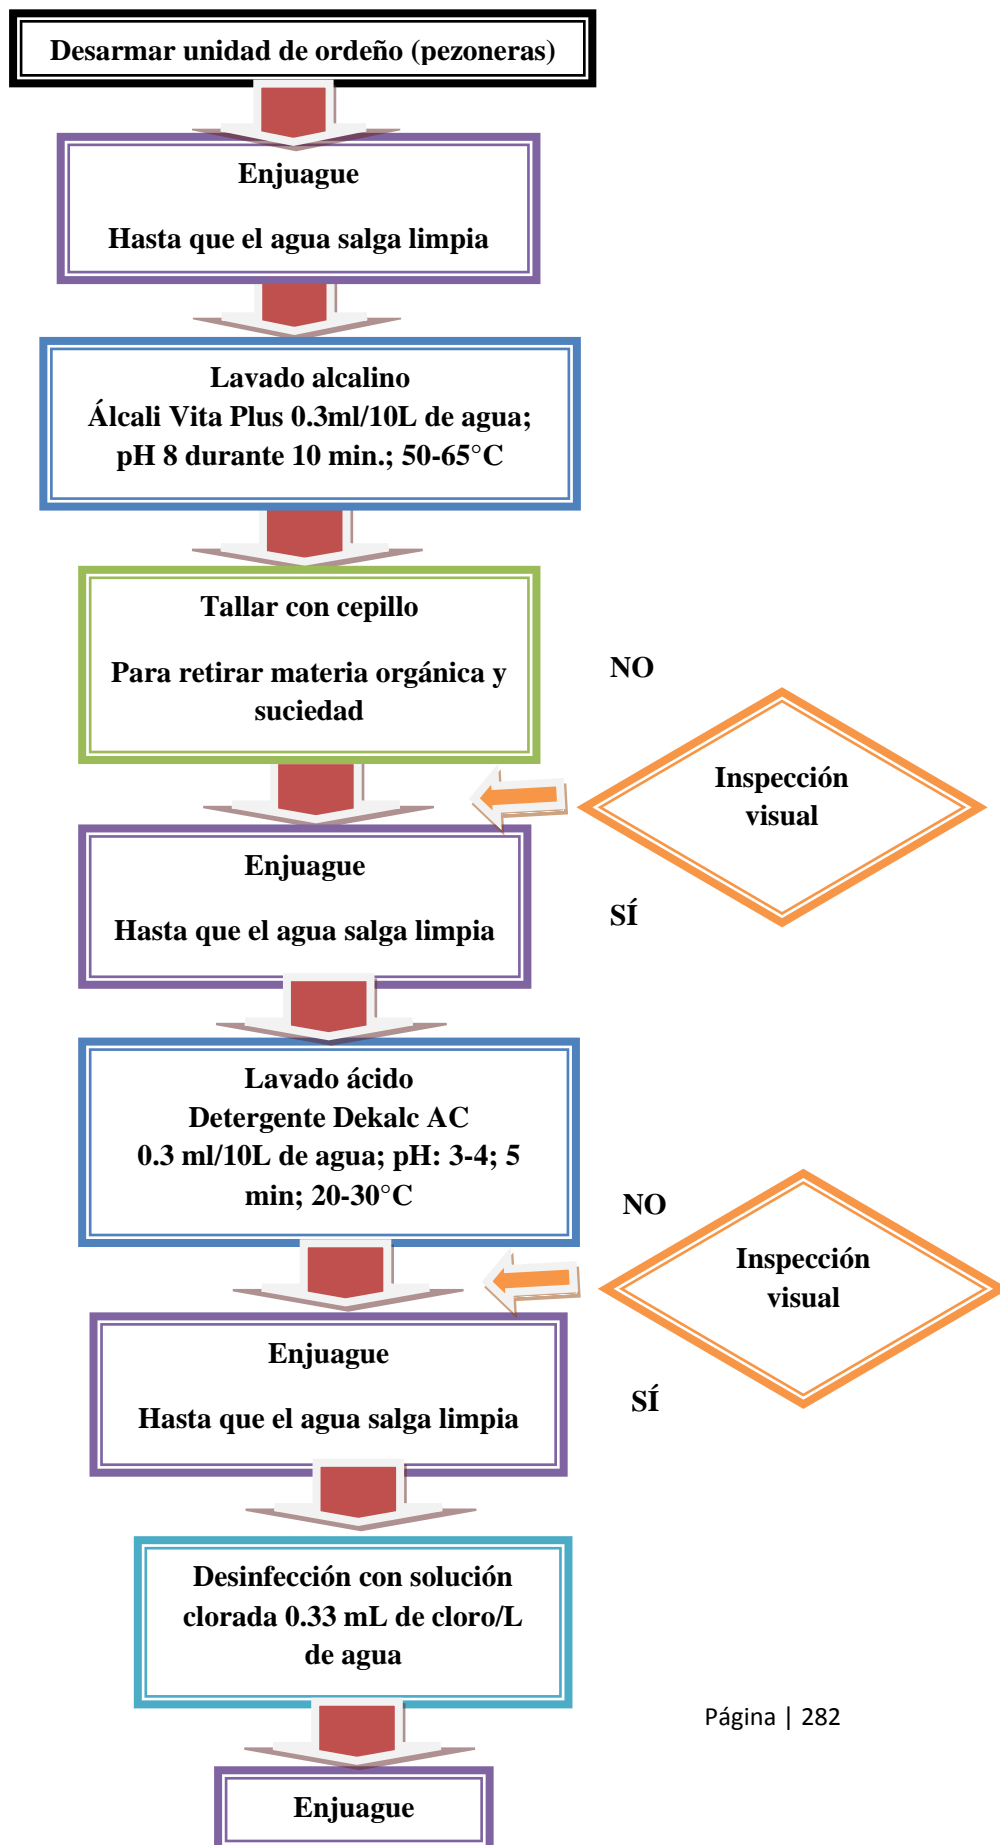 Desarmar unidad de ordeño (pezoneras)
Enjuague
Hasta que el agua salga limpia
Lavado alcalino
Álcali Vita Plus 0.3ml/10L de agua;
pH 8 durante 10 min.; 50-65°C
Tallar con cepillo
Para retirar materia orgánica y
suciedad
NO
Inspección
visual
SÍ
Enjuague
Hasta que el agua salga limpia
Lavado ácido
Detergente Dekalc AC
0.3 ml/10L de agua; pH: 3-4; 5
min; 20-30°C
NO
Inspección
visual
SÍ
Enjuague
Hasta que el agua salga limpia
Desinfección con solución
clorada 0.33 mL de cloro/L
de agua
Página | 282
Enjuague